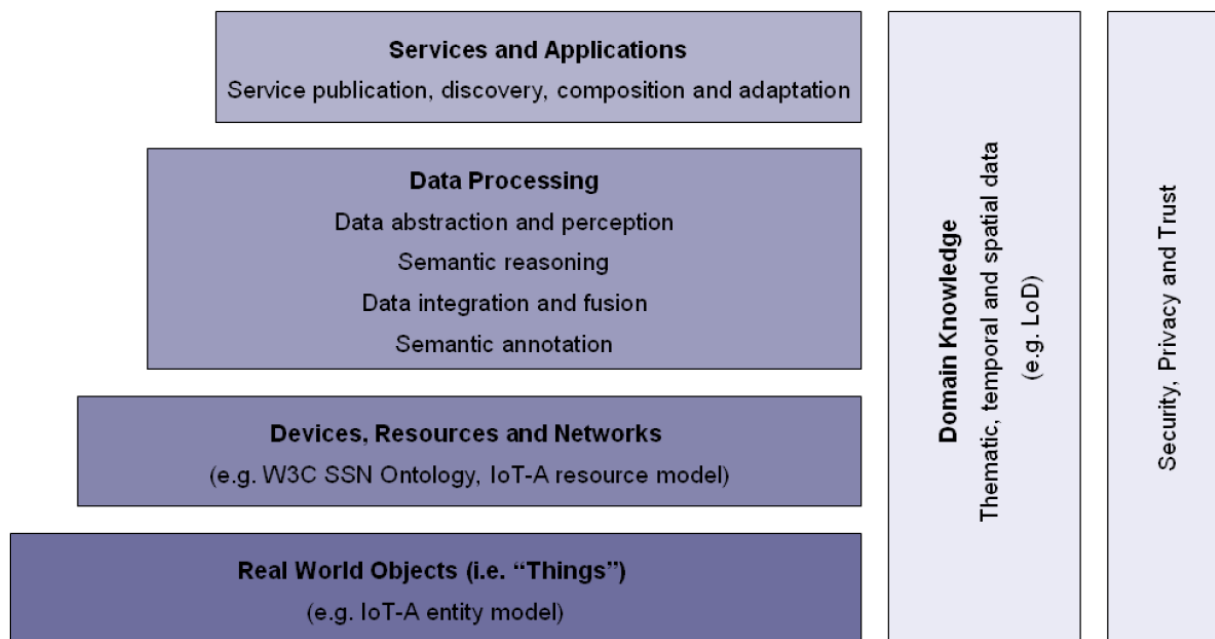 Services and Applications
Service publication, discovery, composition and adaptation
Data Processing
Data abstraction and perception
Semantic reasoning
Data integration and fusion
Semantic annotation
Devices, Resources and Networks
(e.g. W3C SSN Ontology, IoT-A resource model)
Real World Objects (i.e. “Things”)
(e.g. IoT-A entity model)
Domain Knowledge
Thematic, temporal and spatial data
(e.g. LoD)
Security, Privacy and Trust